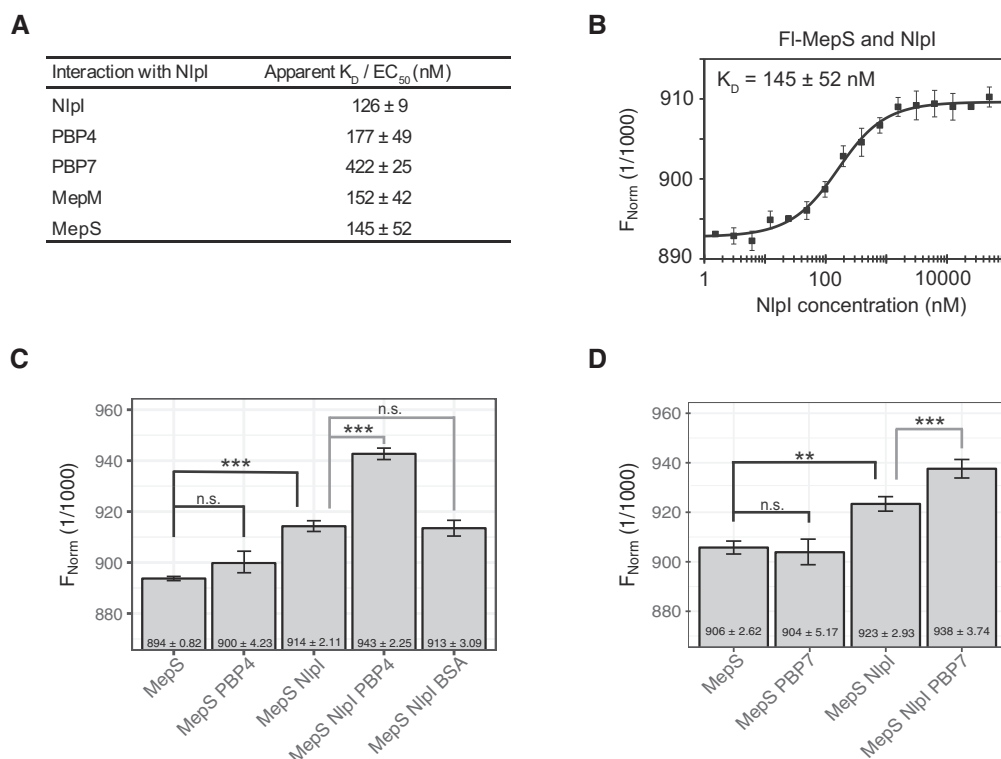 A
Interaction with NlpI Apparent K_D / EC_50 (nM)
NlpI 126 ± 9
PBP4 177 ± 49
PBP7 422 ± 25
MepM 152 ± 42
MepS 145 ± 52
B
Fl-MepS and NlpI
K_D = 145 ± 52 nM
910
900
890
F_Norm (1/1000)
1 100 10000
NlpI concentration (nM)
C
960
940
920
900
880
F_Norm (1/1000)
n.s.
***
***
n.s.
894 ± 0.82 900 ± 4.23 914 ± 2.11 943 ± 2.25 913 ± 3.09
MepS
MepS PBP4
MepS NlpI
MepS NlpI PBP4
MepS NlpI BSA
D
960
940
920
900
880
F_Norm (1/1000)
***
**
n.s.
906 ± 2.62 904 ± 5.17 923 ± 2.93 938 ± 3.74
MepS
MepS PBP7
MepS NlpI
MepS NlpI PBP7